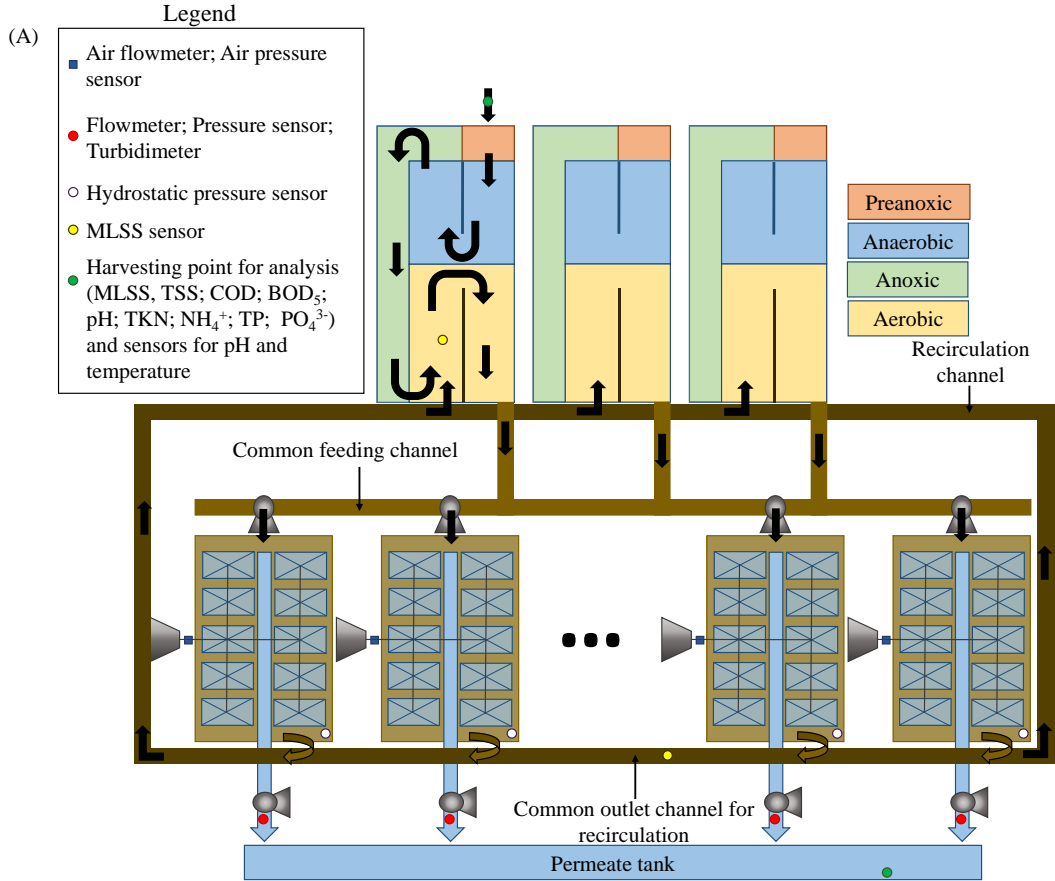 (A)
Legend
Air flowmeter; Air pressure
sensor
Flowmeter; Pressure sensor;
Turbidimeter
Hydrostatic pressure sensor
MLSS sensor
Harvesting point for analysis
(MLSS, TSS; COD; BOD₅;
pH; TKN; NH₄⁺; TP; PO₄³⁻)
and sensors for pH and
temperature
Preanoxic
Anaerobic
Anoxic
Aerobic
Recirculation
channel
Common feeding channel
Common outlet channel for
recirculation
Permeate tank